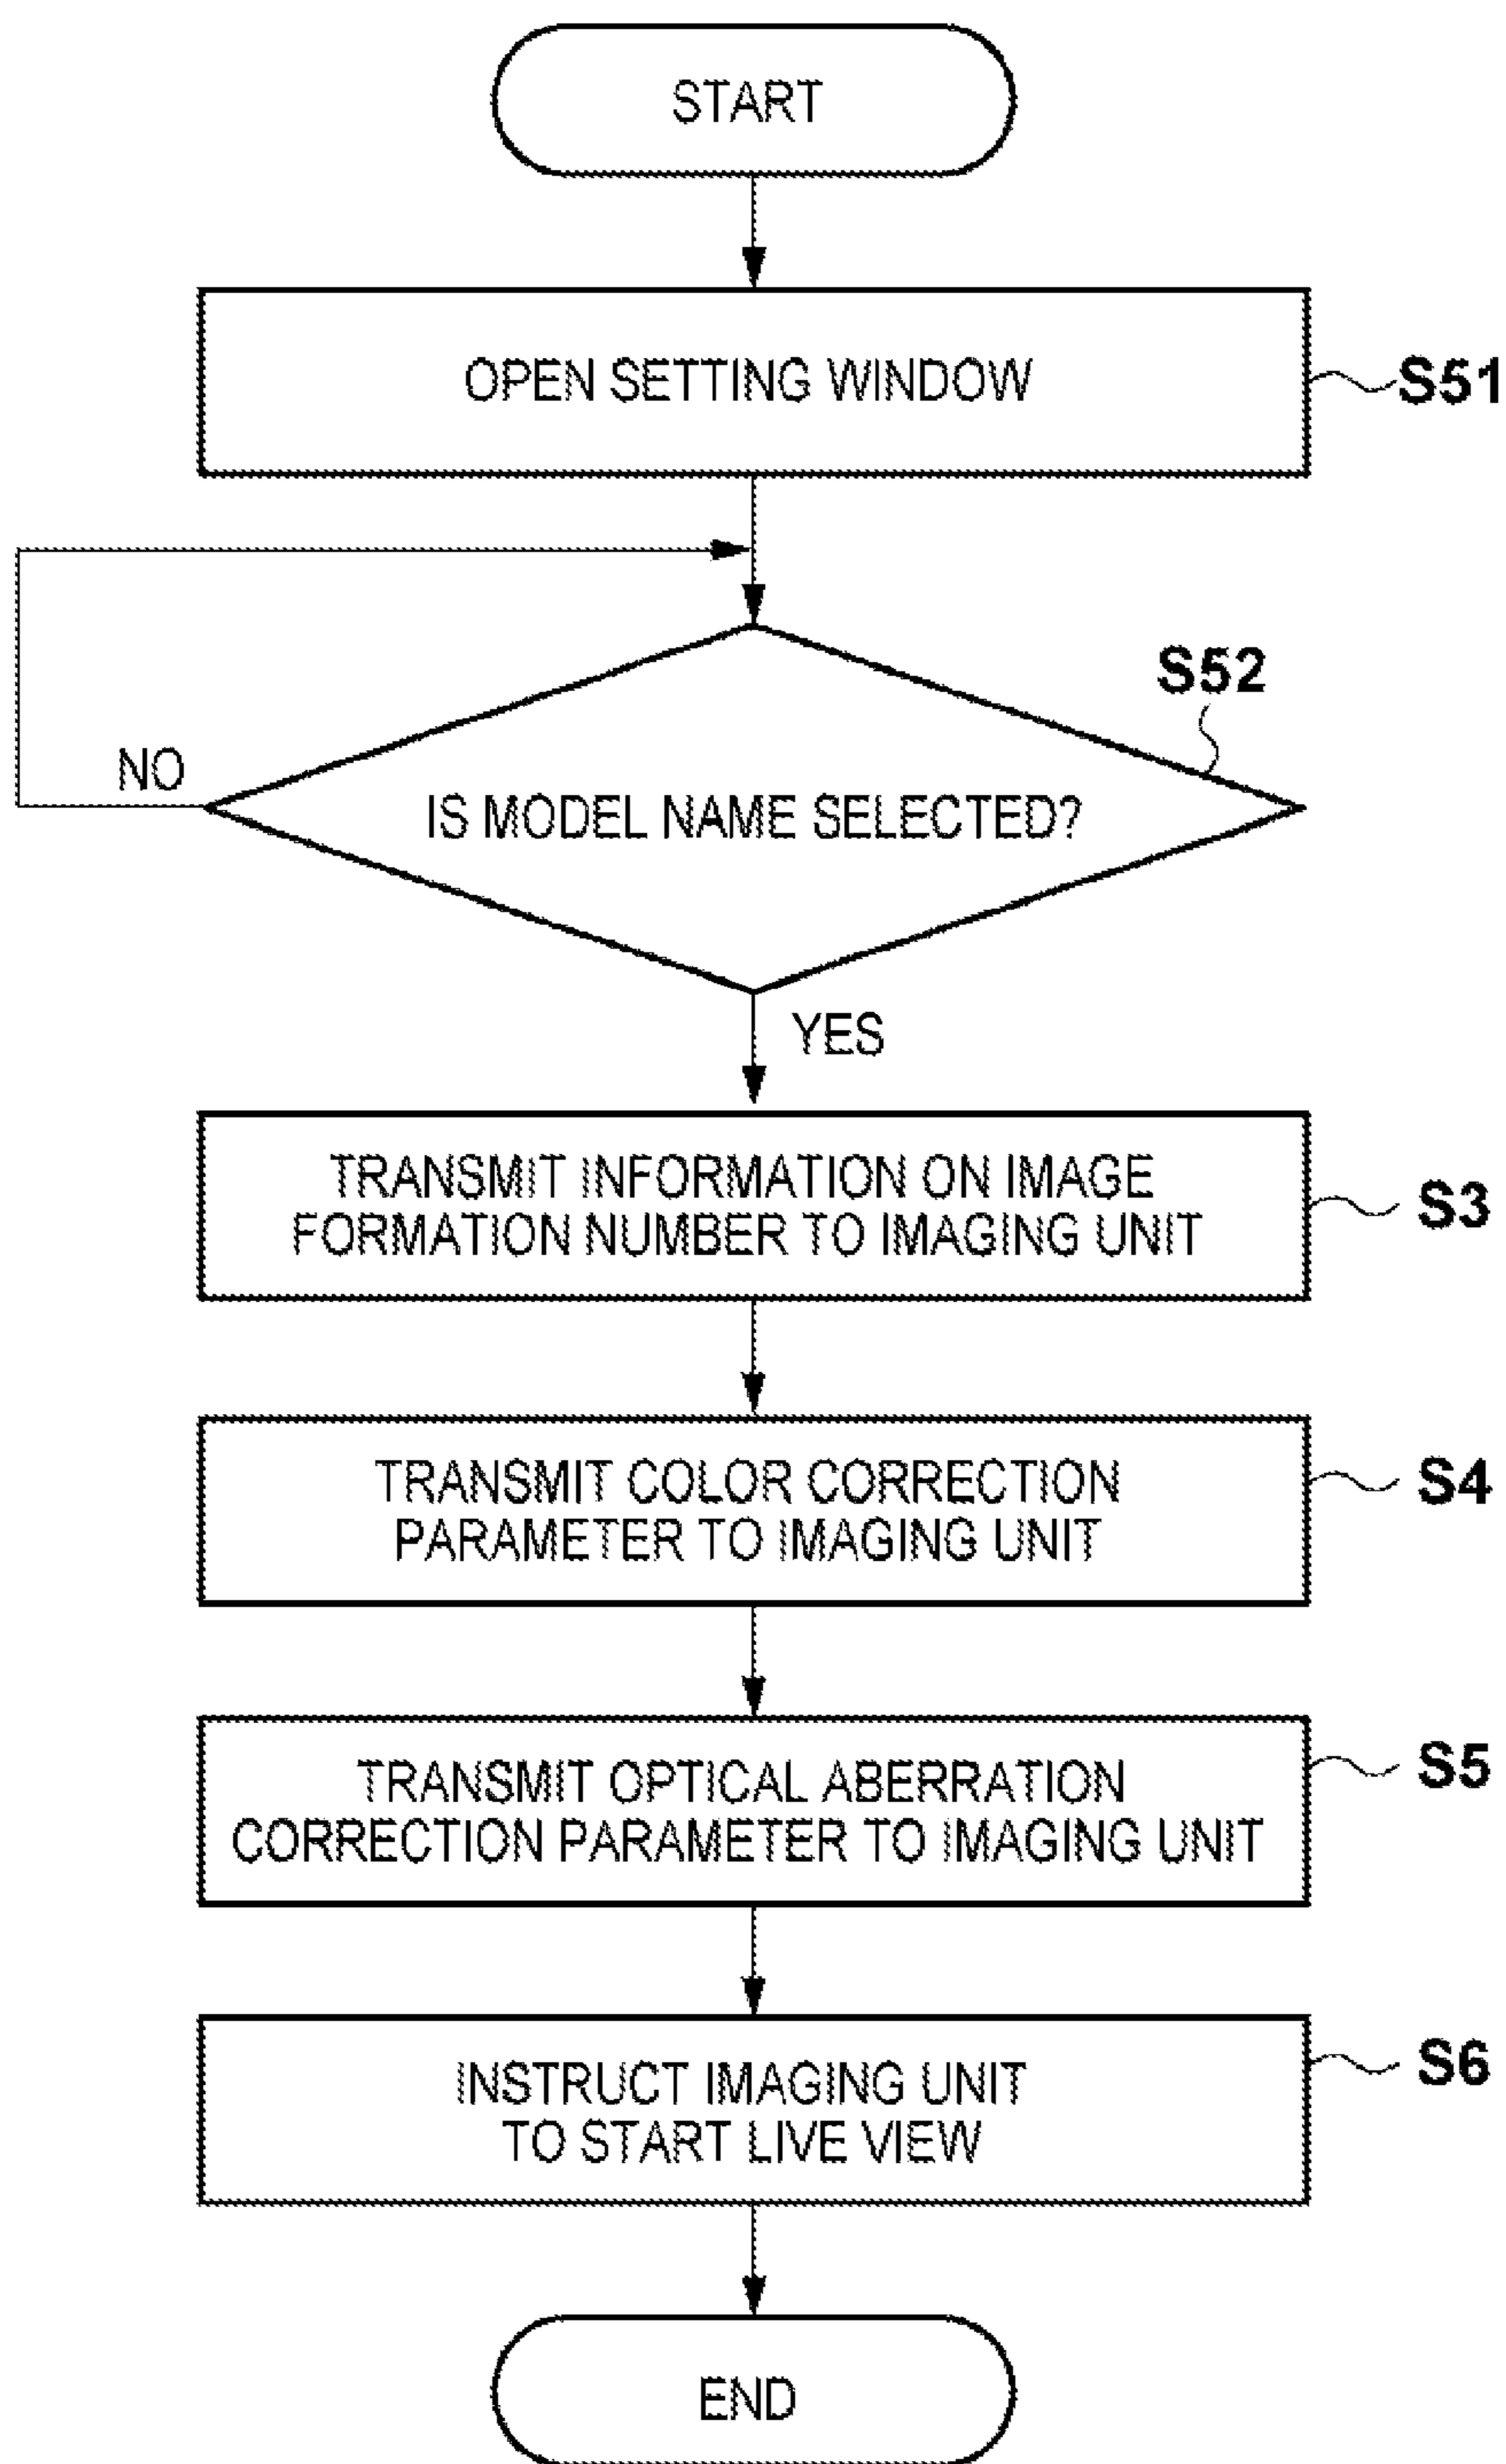 START
OPEN SETTING WINDOW
S51
S52
NO
IS MODEL NAME SELECTED?
YES
TRANSMIT INFORMATION ON IMAGE
FORMATION NUMBER TO IMAGING UNIT
S3
TRANSMIT COLOR CORRECTION
PARAMETER TO IMAGING UNIT
S4
TRANSMIT OPTICAL ABERRATION
CORRECTION PARAMETER TO IMAGING UNIT
S5
INSTRUCT IMAGING UNIT
TO START LIVE VIEW
S6
END